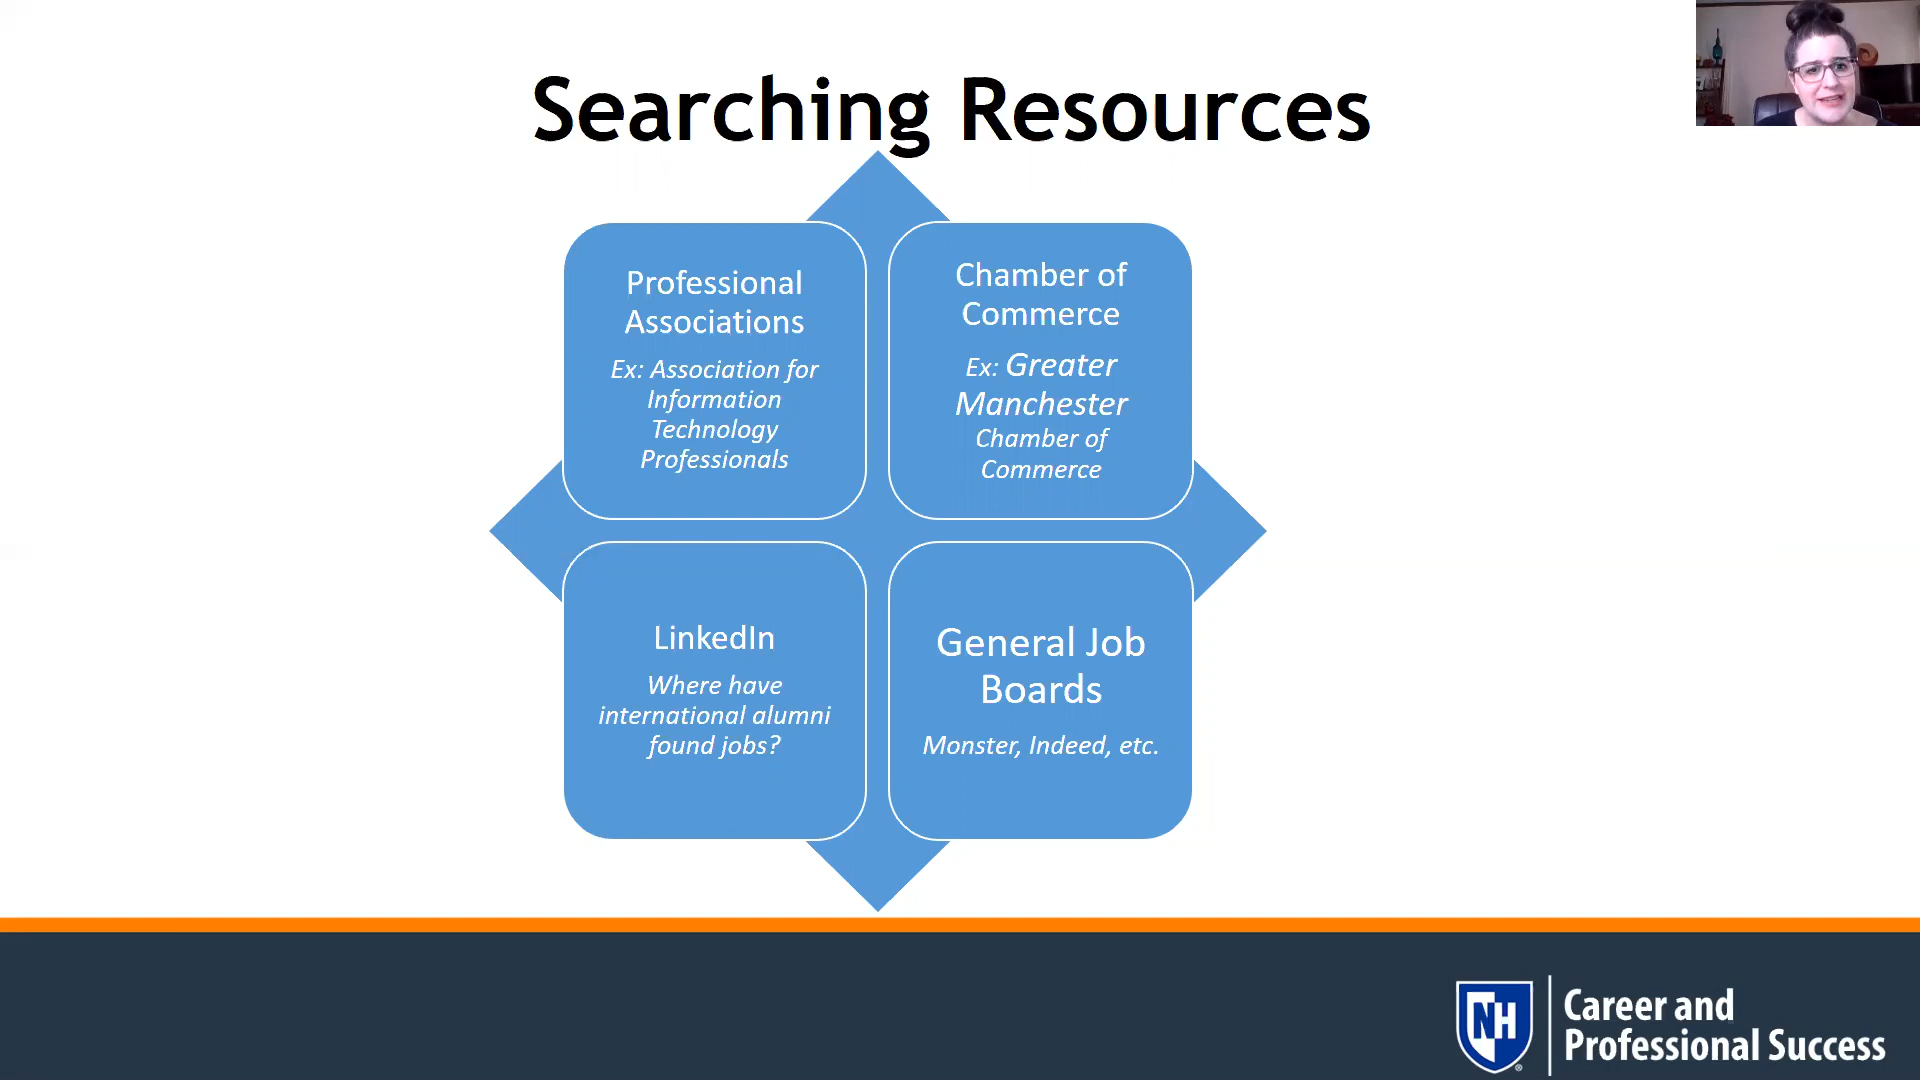 Searching Resources
Professional
Associations
Ex: Association for
Information
Technology
Professionals
Chamber of
Commerce
Ex: Greater
Manchester
Chamber of
Commerce
LinkedIn
Where have
international alumni
found jobs?
General Job
Boards
Monster, Indeed, etc.
NH
Career and
Professional Success